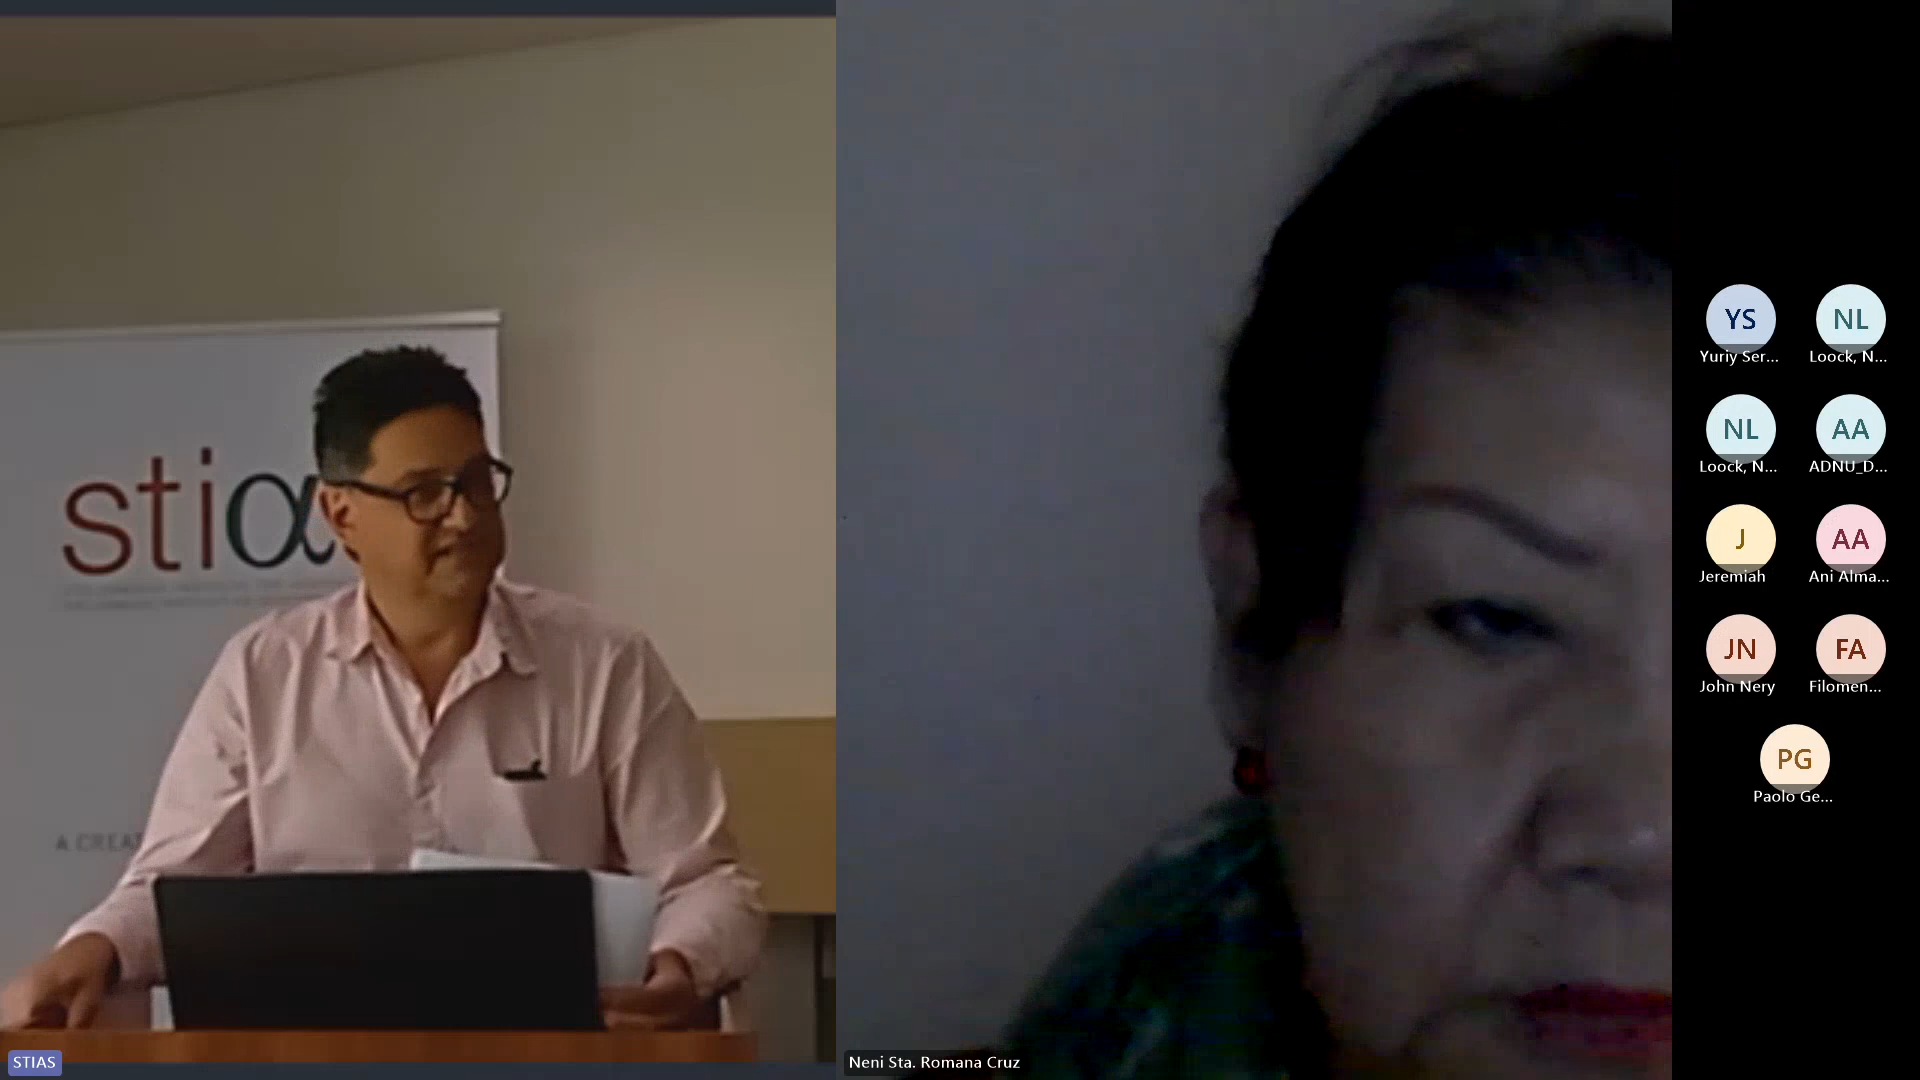 stiα
A CREA
STIAS
Neni Sta. Romana Cruz
YS
Yuriy Ser...
NL
Loock, N...
NL
Loock, N...
AA
ADNU_D...
J
Jeremiah
AA
Ani Alma...
JN
John Nery
FA
Filomen...
PG
Paolo Ge...